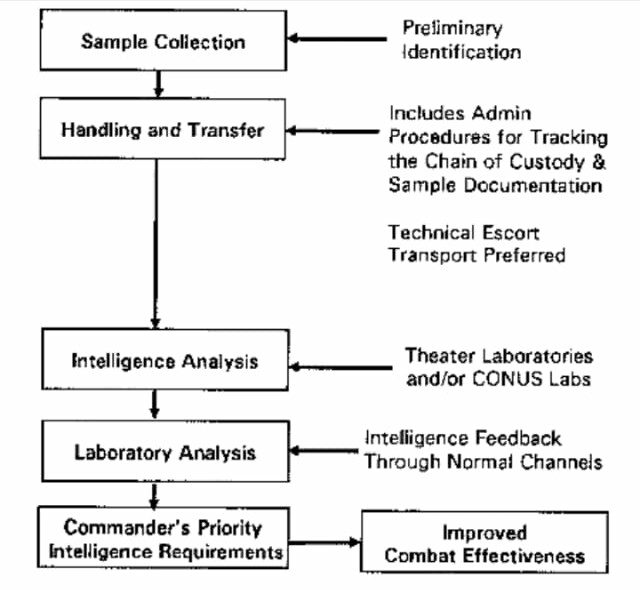 Sample Collection
Preliminary
Identification
Handling and Transfer
Includes Admin
Procedures for Tracking
the Chain of Custody &
Sample Documentation
Technical Escort
Transport Preferred
Intelligence Analysis
Theater Laboratories
and/or CONUS Labs
Laboratory Analysis
Intelligence Feedback
Through Normal Channels
Commander's Priority
Intelligence Requirements
Improved
Combat Effectiveness